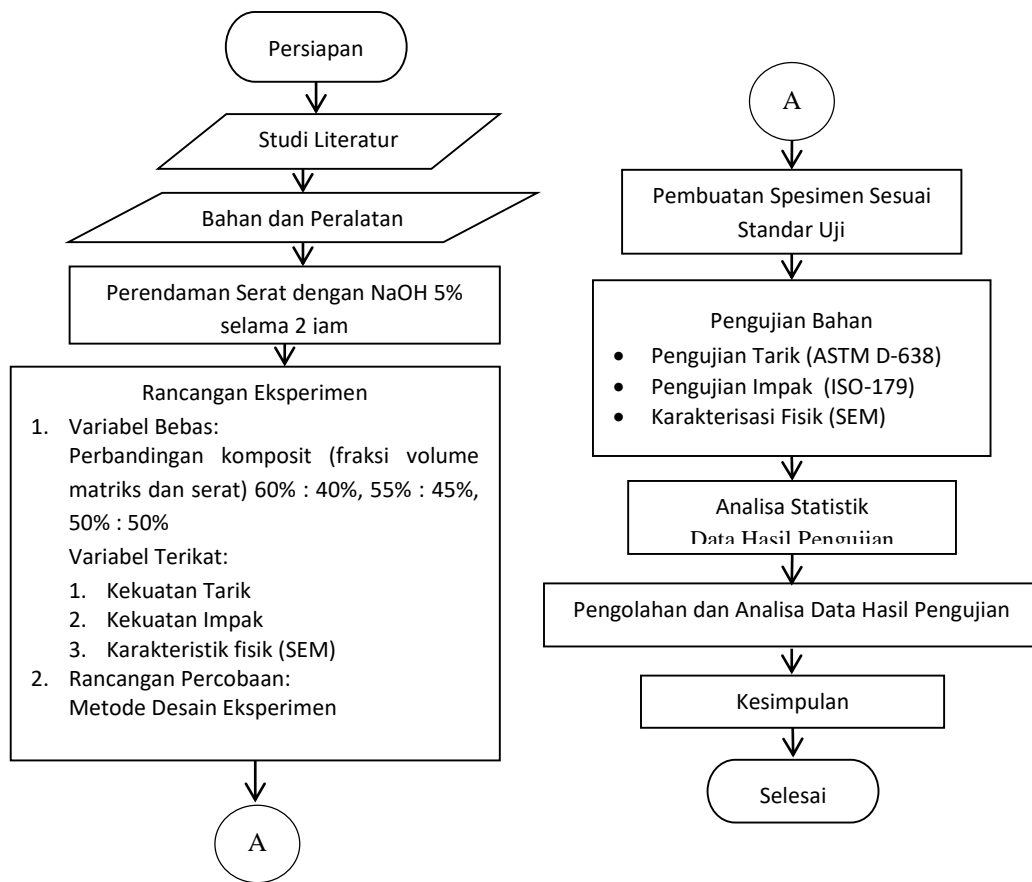 Persiapan
Studi Literatur
Bahan dan Peralatan
Perendaman Serat dengan NaOH 5%
selama 2 jam
Rancangan Eksperimen
1. Variabel Bebas:
Perbandingan komposit (fraksi volume
matriks dan serat) 60% : 40%, 55% : 45%,
50% : 50%
Variabel Terikat:
1. Kekuatan Tarik
2. Kekuatan Impak
3. Karakteristik fisik (SEM)
2. Rancangan Percobaan:
Metode Desain Eksperimen
A
A
Pembuatan Spesimen Sesuai
Standar Uji
Pengujian Bahan
• Pengujian Tarik (ASTM D-638)
• Pengujian Impak (ISO-179)
• Karakterisasi Fisik (SEM)
Analisa Statistik
Data Hasil Pengujian
Pengolahan dan Analisa Data Hasil Pengujian
Kesimpulan
Selesai